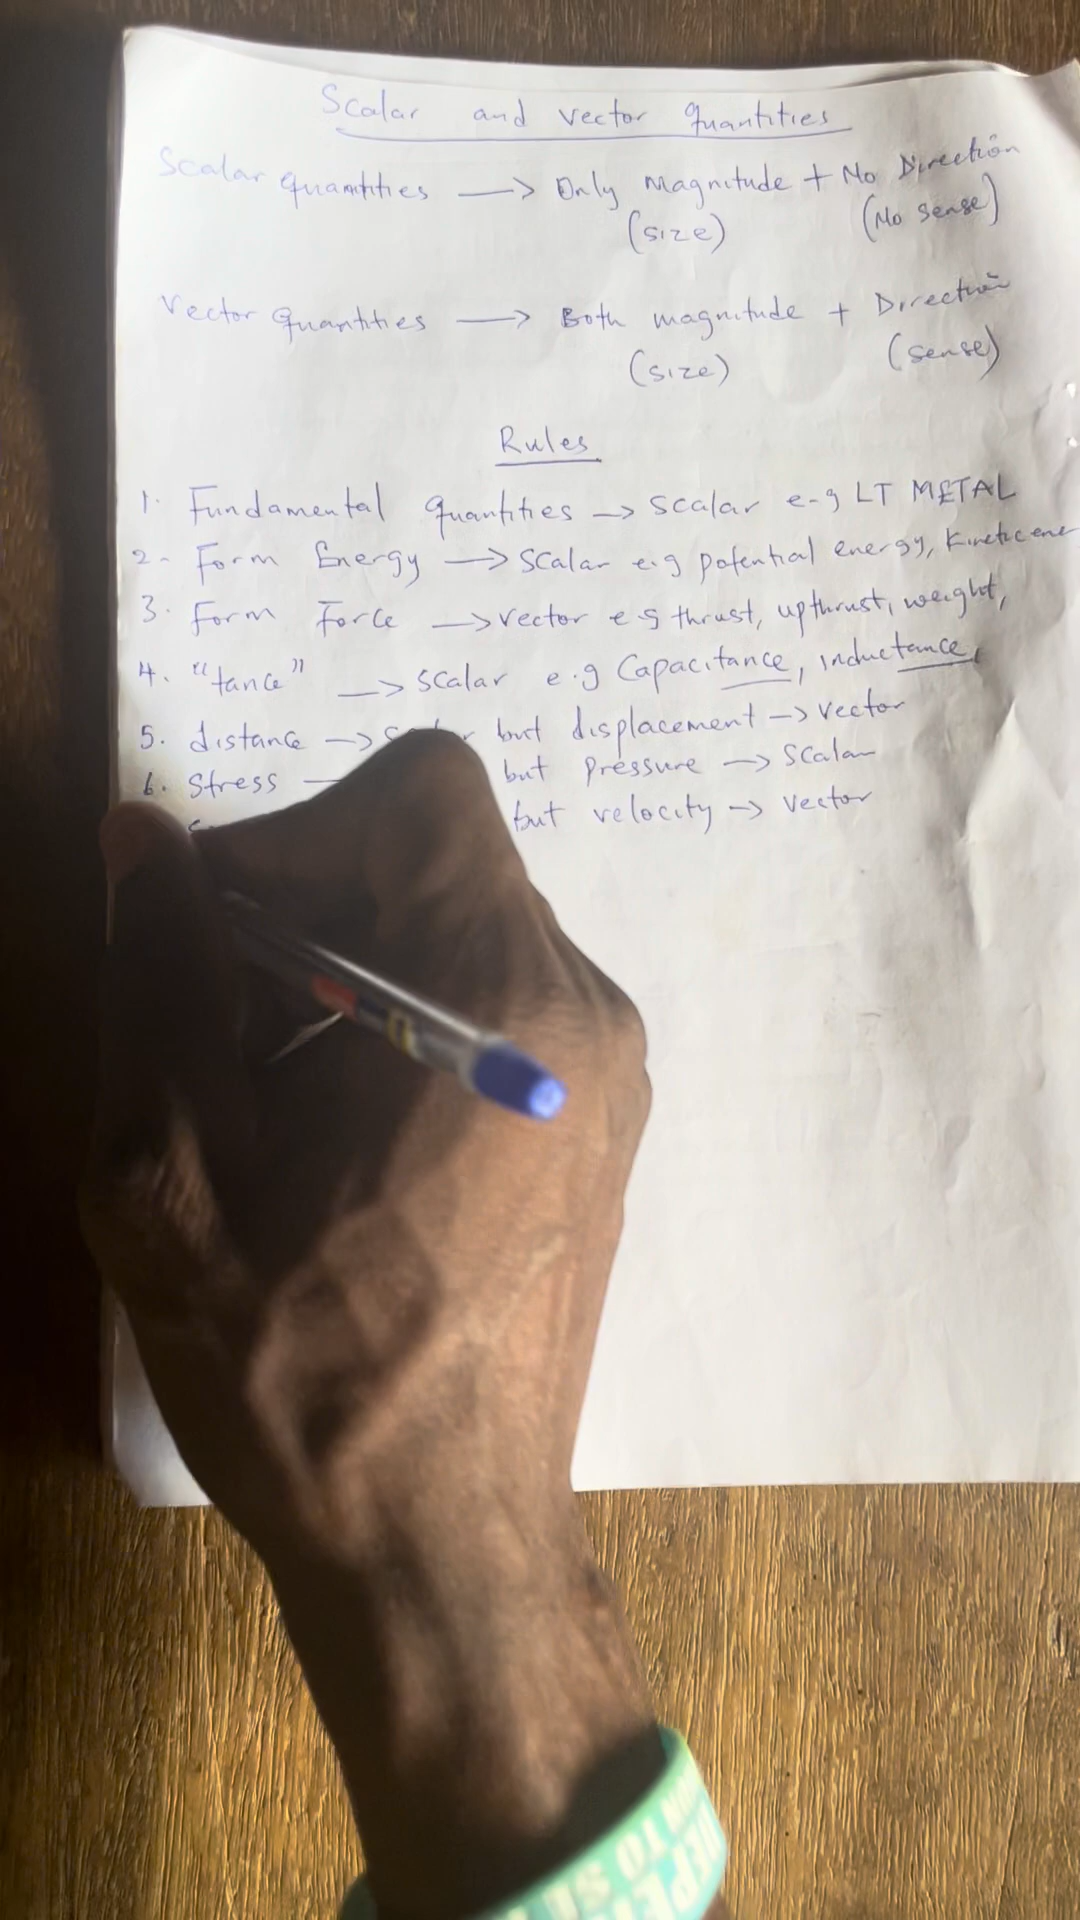 Scalar and vector Quantities
Scalar Quantities —> Only Magnitude + No Direction
(size) (No sense)
Vector Quantities —> Both magnitude + Direction
(size) (sense)
Rules
1. Fundamental Quantities —> scalar e-g LT METAL
2- Form Energy —> Scalar e.g potential energy, Kinetic ene
3. Form Force —> vector e g thrust, upthrust, weight,
4. "tance" —> scalar e.g Capacitance, inductance,
5. distance —> but displacement —> vector
6. Stress — but pressure —> scalar
but velocity —> vector